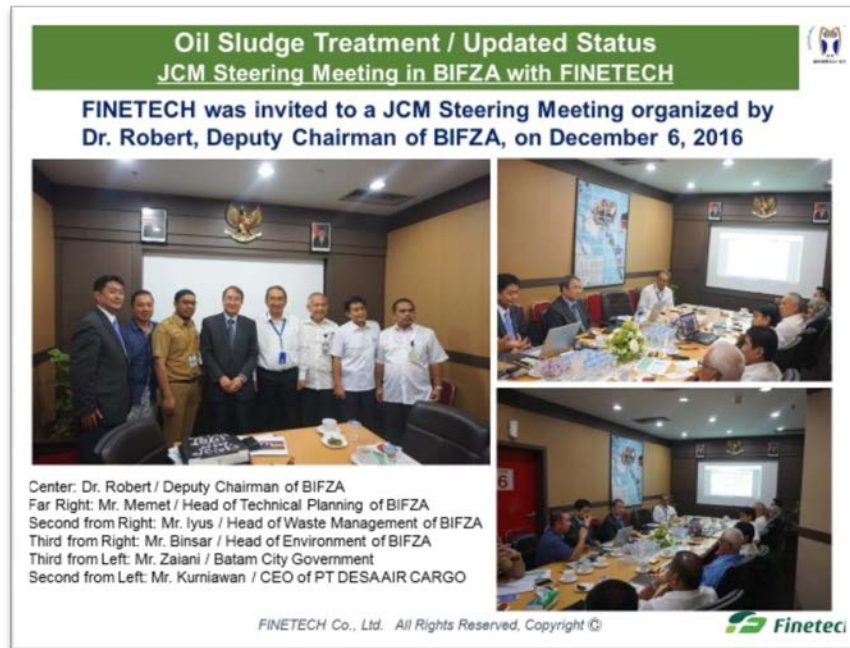 Oil Sludge Treatment / Updated Status
JCM Steering Meeting in BIFZA with FINETECH
FINETECH was invited to a JCM Steering Meeting organized by
Dr. Robert, Deputy Chairman of BIFZA, on December 6, 2016
Center: Dr. Robert / Deputy Chairman of BIFZA
Far Right: Mr. Memet / Head of Technical Planning of BIFZA
Second from Right: Mr. Iyus / Head of Waste Management of BIFZA
Third from Right: Mr. Binsar / Head of Environment of BIFZA
Third from Left: Mr. Zaiani / Batam City Government
Second from Left: Mr. Kurniawan / CEO of PT DESAAIR CARGO
FINETECH Co., Ltd. All Rights Reserved, Copyright ©
Finetech